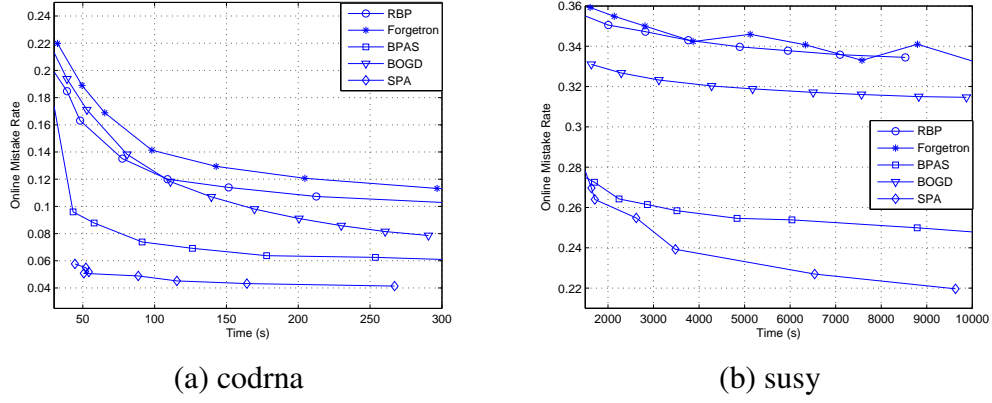 0.24
0.22
0.2
0.18
0.16
0.14
0.12
0.1
0.08
0.06
0.04
Online Mistake Rate
50 100 150 200 250 300
Time (s)
RBP
Forgetron
BPAS
BOGD
SPA
(a) codrna
0.36
0.34
0.32
0.3
0.28
0.26
0.24
0.22
Online Mistake Rate
2000 3000 4000 5000 6000 7000 8000 9000 10000
Time (s)
RBP
Forgetron
BPAS
BOGD
SPA
(b) susy